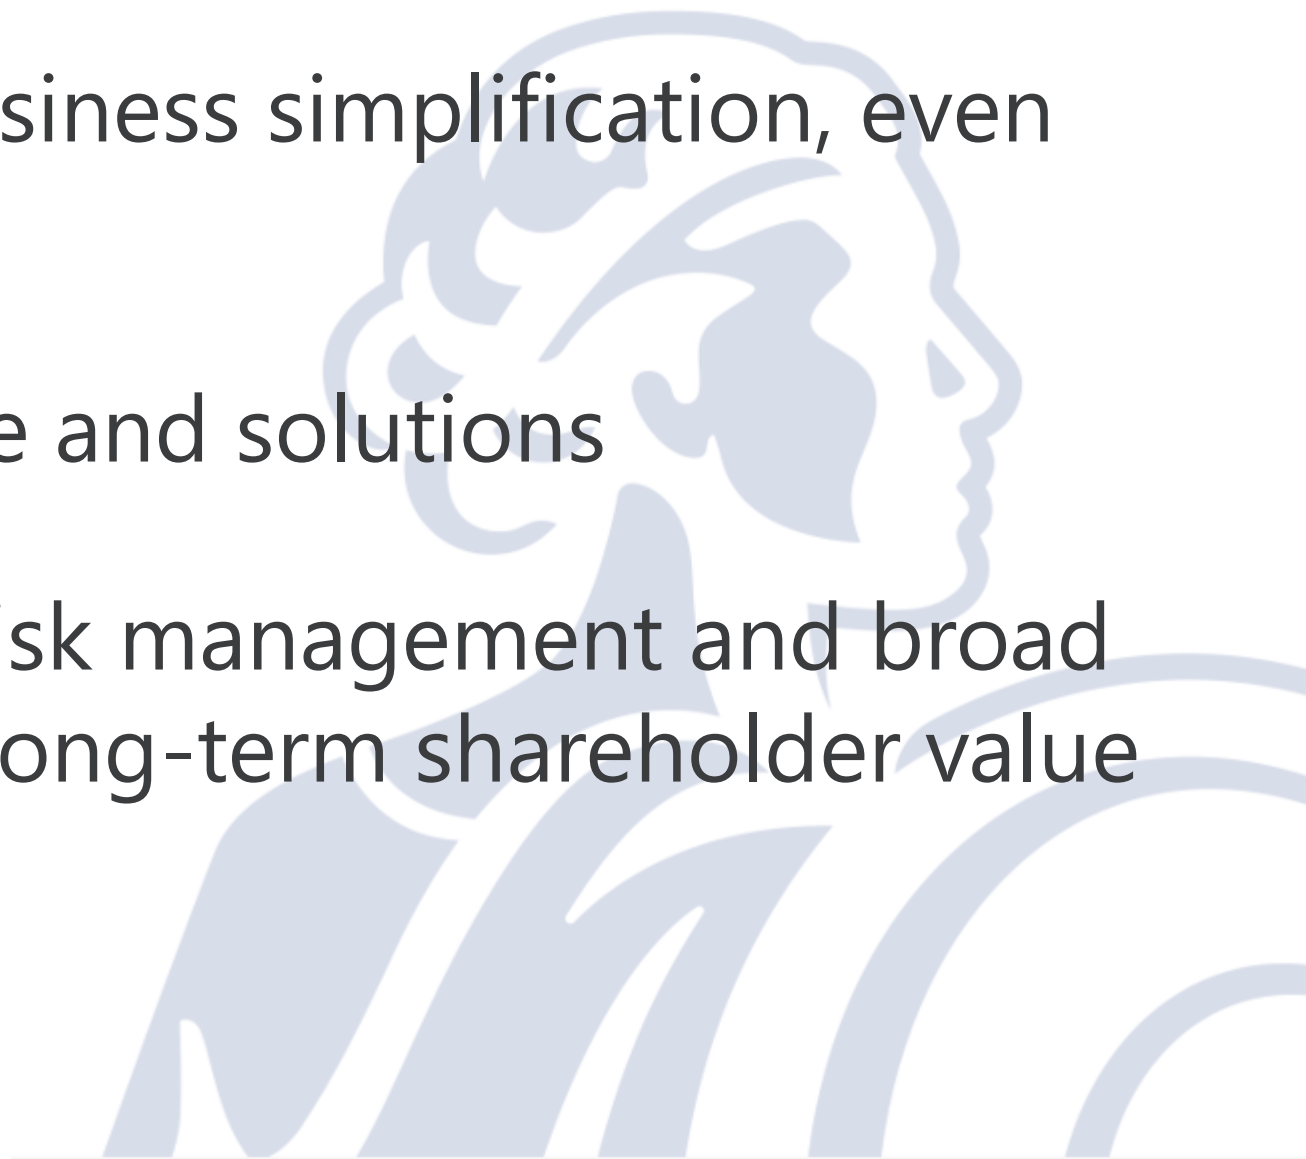 siness simplification, even
e and solutions
isk management and broad
ong-term shareholder value